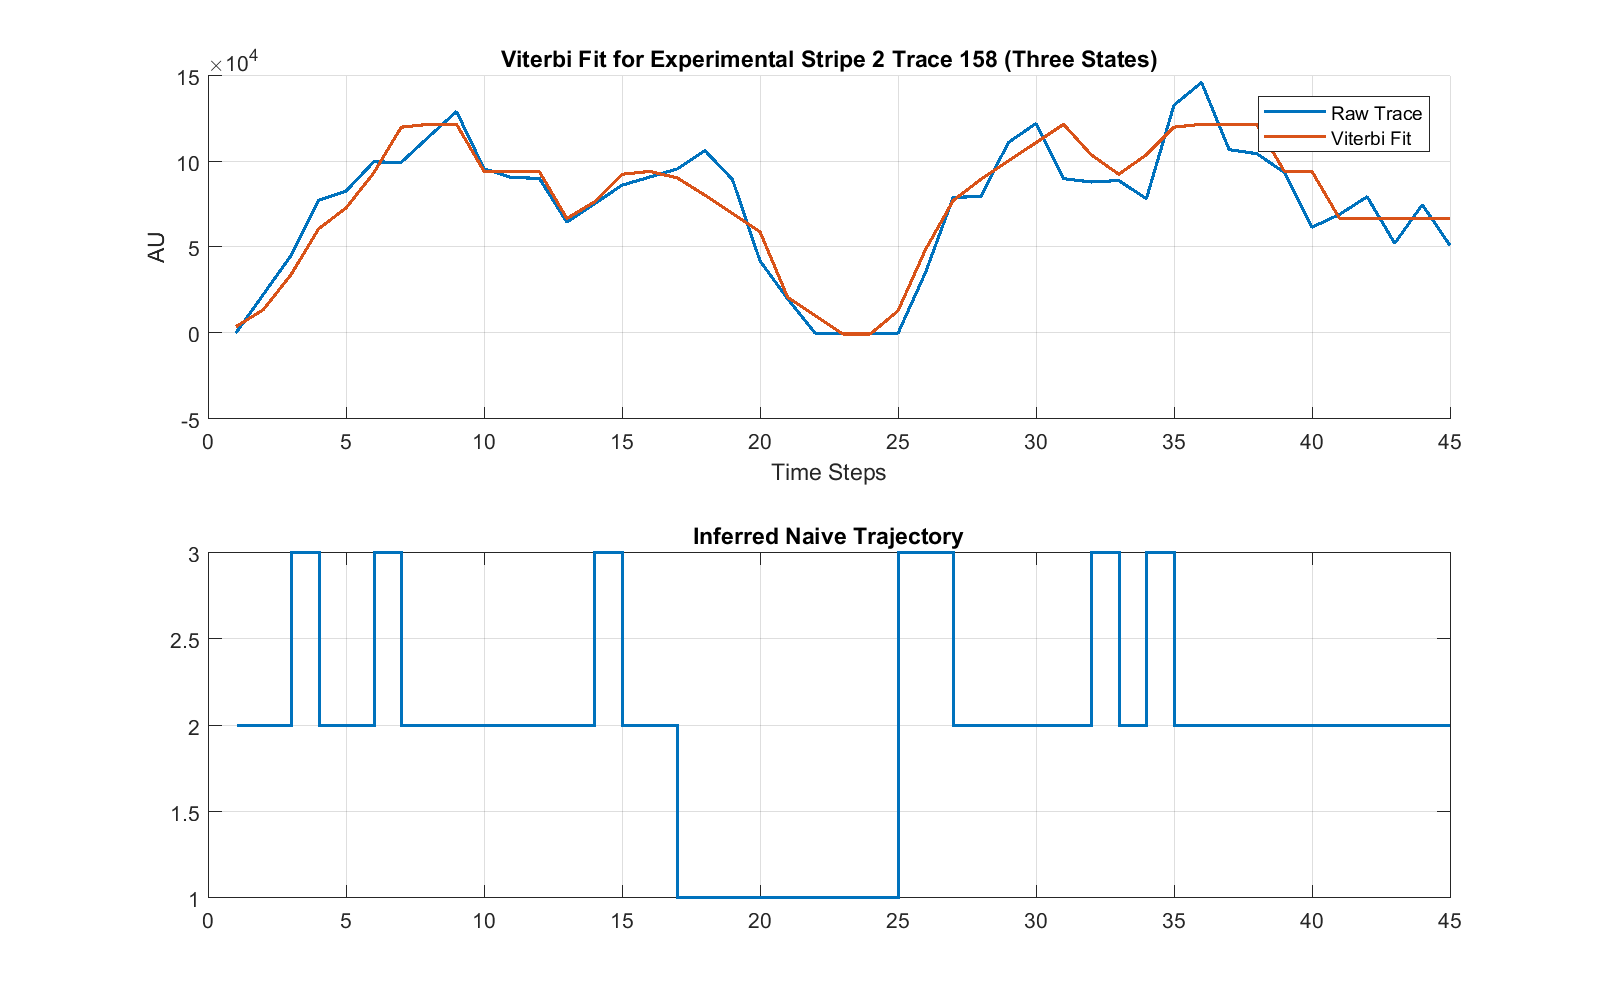 Viterbi Fit for Experimental Stripe 2 Trace 158 (Three States)
×10^4
15
10
5
0
-5
AU
Raw Trace
Viterbi Fit
0 5 10 15 20 25 30 35 40 45
Time Steps
Inferred Naive Trajectory
3
2.5
2
1.5
1
0 5 10 15 20 25 30 35 40 45